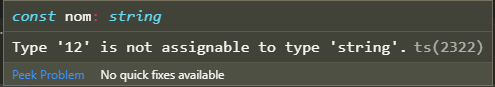 const nom: string
Type '12' is not assignable to type 'string'. ts(2322)
Peek Problem No quick fixes available